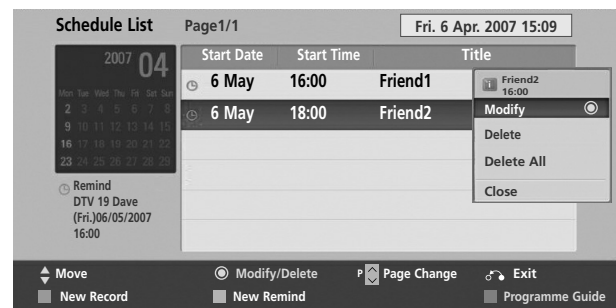 Schedule List Page1/1 Fri. 6 Apr. 2007 15:09
2007 04
Mon Tue Wed Thu Fri Sat Sun
2 3 4 5 6 7 8
9 10 11 12 13 14 15
16 17 18 19 20 21 22
23 24 25 26 27 28 29
Remind
DTV 19 Dave
(Fri.)06/05/2007
16:00
Start Date Start Time Title
6 May 16:00 Friend1
6 May 18:00 Friend2
Friend2
16:00
Modify
Delete
Delete All
Close
Move Modify/Delete P Page Change Exit
New Record New Remind Programme Guide